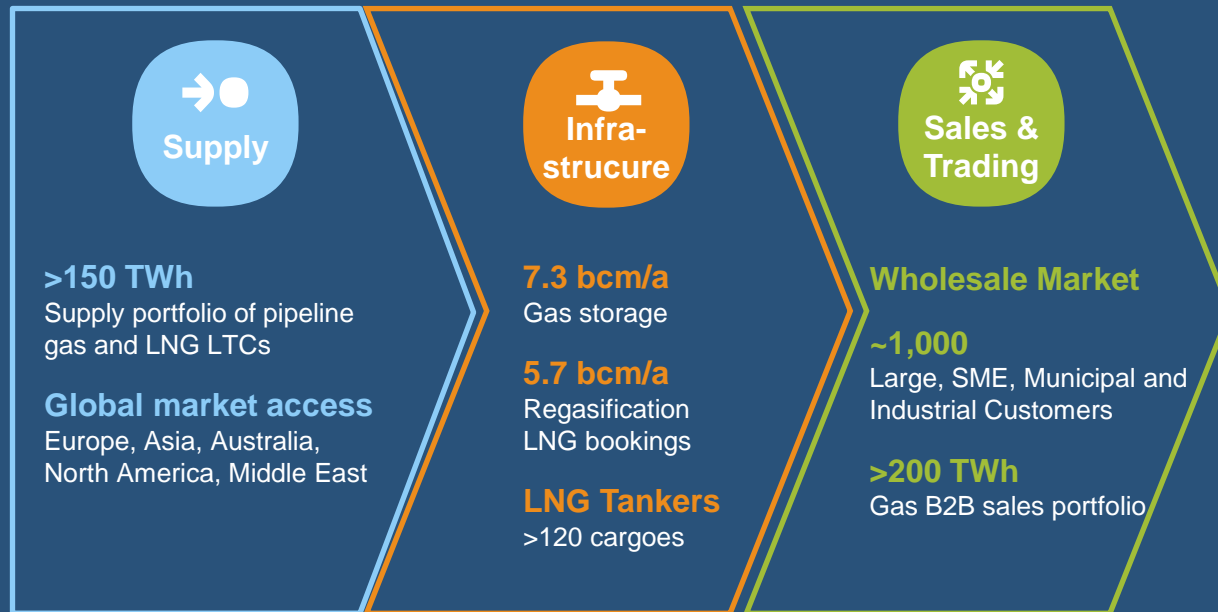 Supply
>150 TWh
Supply portfolio of pipeline
gas and LNG LTCs
Global market access
Europe, Asia, Australia,
North America, Middle East
Infra-
strucure
7.3 bcm/a
Gas storage
5.7 bcm/a
Regasification
LNG bookings
LNG Tankers
>120 cargoes
Sales &
Trading
Wholesale Market
~1,000
Large, SME, Municipal and
Industrial Customers
>200 TWh
Gas B2B sales portfolio